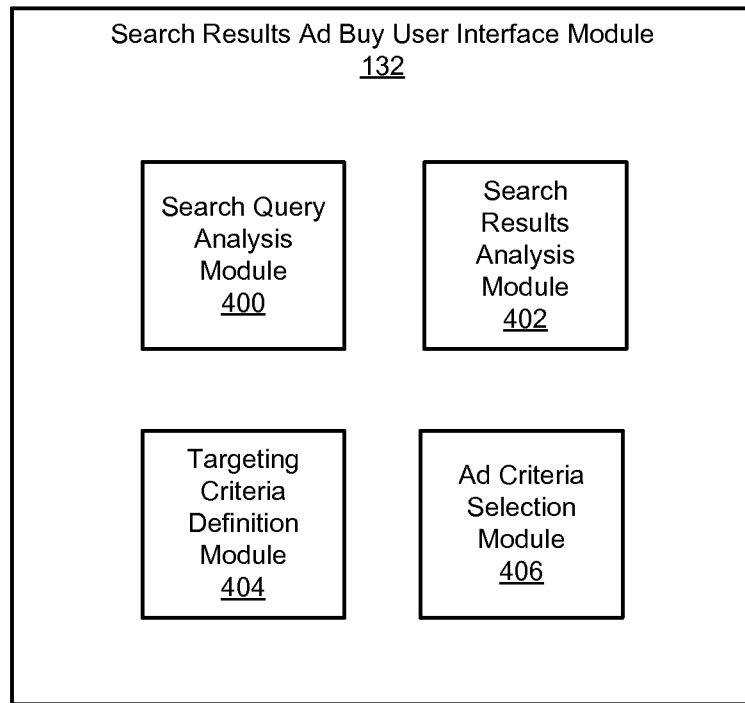 Search Results Ad Buy User Interface Module
132
Search Query
Analysis
Module
400
Search
Results
Analysis
Module
402
Targeting
Criteria
Definition
Module
404
Ad Criteria
Selection
Module
406